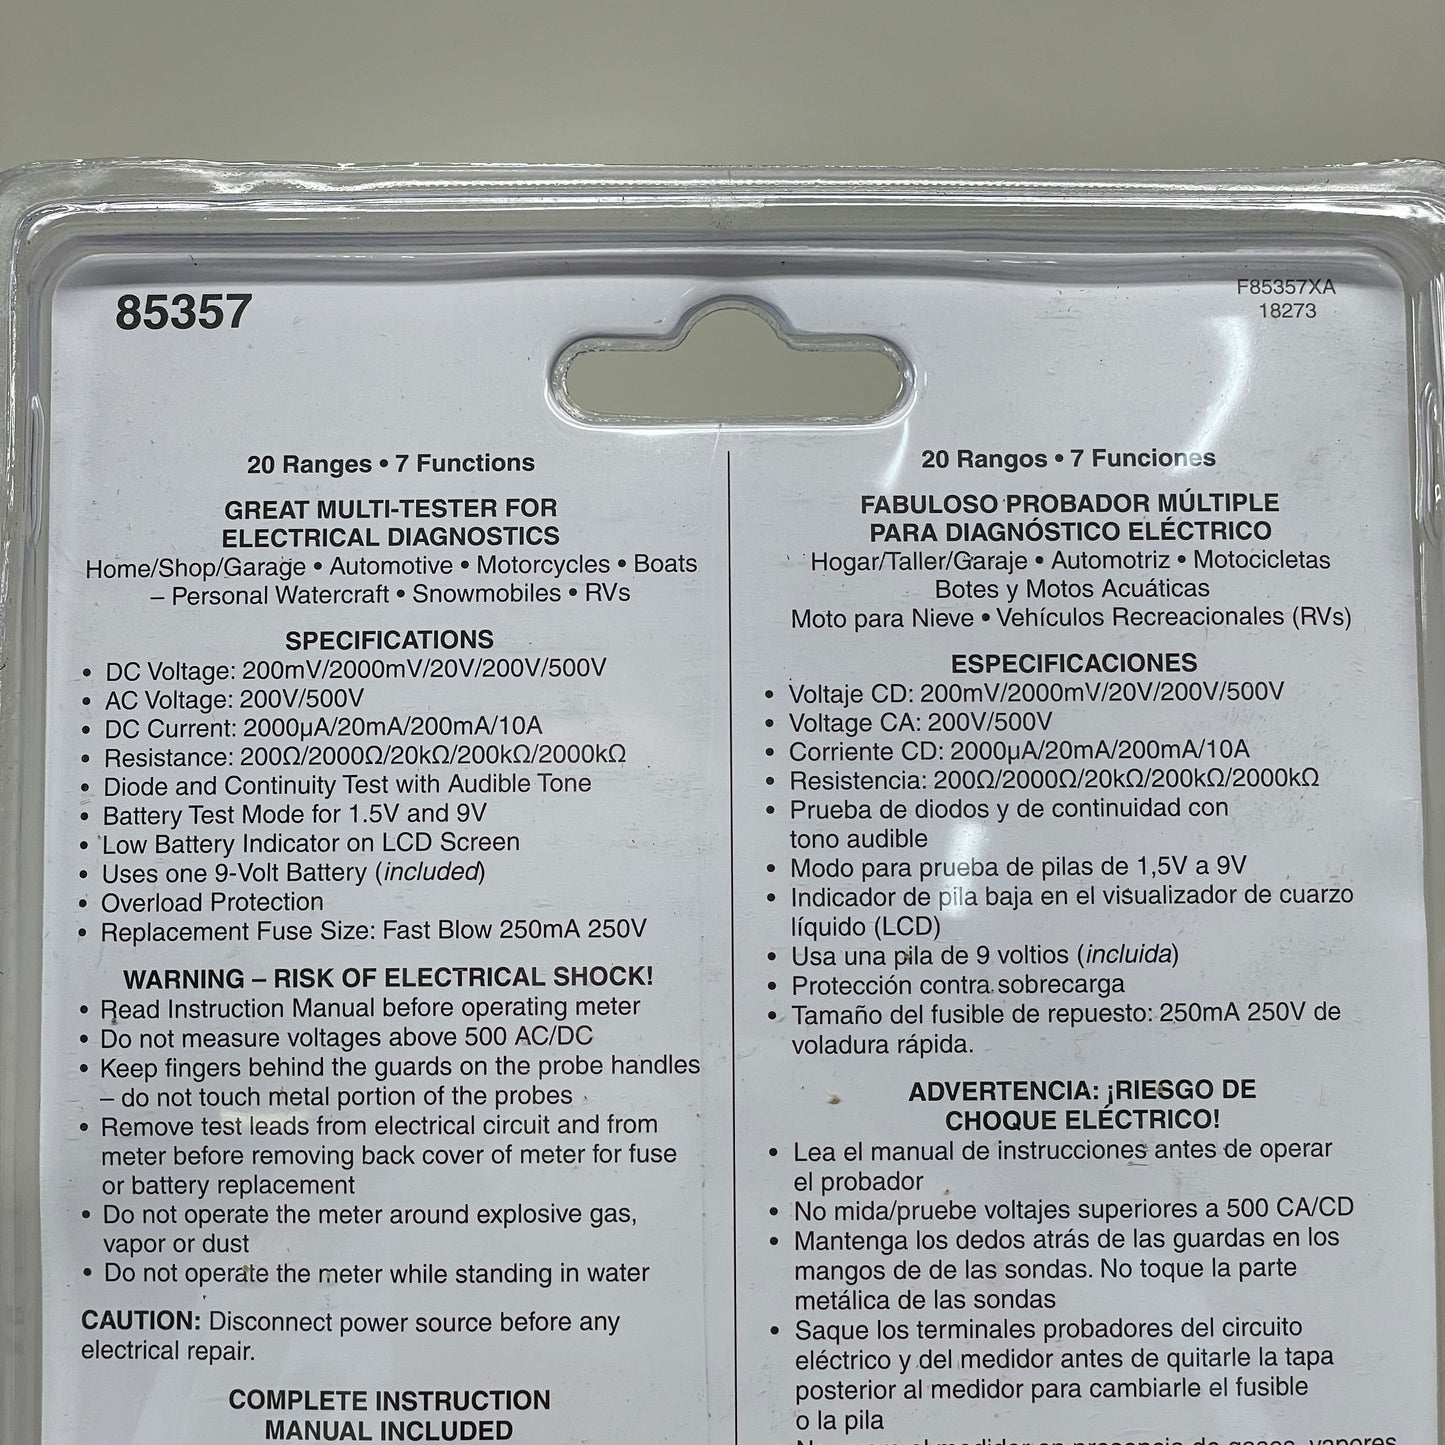 85357
F85357XA
18273
20 Ranges • 7 Functions
GREAT MULTI-TESTER FOR
ELECTRICAL DIAGNOSTICS
Home/Shop/Garage • Automotive • Motorcycles • Boats
– Personal Watercraft • Snowmobiles • RVs
SPECIFICATIONS
• DC Voltage: 200mV/2000mV/20V/200V/500V
• AC Voltage: 200V/500V
• DC Current: 2000µA/20mA/200mA/10A
• Resistance: 200Ω/2000Ω/20kΩ/200kΩ/2000kΩ
• Diode and Continuity Test with Audible Tone
• Battery Test Mode for 1.5V and 9V
• Low Battery Indicator on LCD Screen
• Uses one 9-Volt Battery (included)
• Overload Protection
• Replacement Fuse Size: Fast Blow 250mA 250V
WARNING – RISK OF ELECTRICAL SHOCK!
• Read Instruction Manual before operating meter
• Do not measure voltages above 500 AC/DC
• Keep fingers behind the guards on the probe handles
– do not touch metal portion of the probes
• Remove test leads from electrical circuit and from
meter before removing back cover of meter for fuse
or battery replacement
• Do not operate the meter around explosive gas,
vapor or dust
• Do not operate the meter while standing in water
CAUTION: Disconnect power source before any
electrical repair.
COMPLETE INSTRUCTION
MANUAL INCLUDED
20 Rangos • 7 Funciones
FABULOSO PROBADOR MÚLTIPLE
PARA DIAGNÓSTICO ELÉCTRICO
Hogar/Taller/Garaje • Automotriz • Motocicletas
Botes y Motos Acuáticas
Moto para Nieve • Vehículos Recreacionales (RVs)
ESPECIFICACIONES
• Voltaje CD: 200mV/2000mV/20V/200V/500V
• Voltage CA: 200V/500V
• Corriente CD: 2000µA/20mA/200mA/10A
• Resistencia: 200Ω/2000Ω/20kΩ/200kΩ/2000kΩ
• Prueba de diodos y de continuidad con
tono audible
• Modo para prueba de pilas de 1,5V a 9V
• Indicador de pila baja en el visualizador de cuarzo
líquido (LCD)
• Usa una pila de 9 voltios (incluida)
• Protección contra sobrecarga
• Tamaño del fusible de repuesto: 250mA 250V de
voladura rápida.
ADVERTENCIA: ¡RIESGO DE
CHOQUE ELÉCTRICO!
• Lea el manual de instrucciones antes de operar
el probador
• No mida/pruebe voltajes superiores a 500 CA/CD
• Mantenga los dedos atrás de las guardas en los
mangos de de las sondas. No toque la parte
metálica de las sondas
• Saque los terminales probadores del circuito
eléctrico y del medidor antes de quitarle la tapa
posterior al medidor para cambiarle el fusible
o la pila